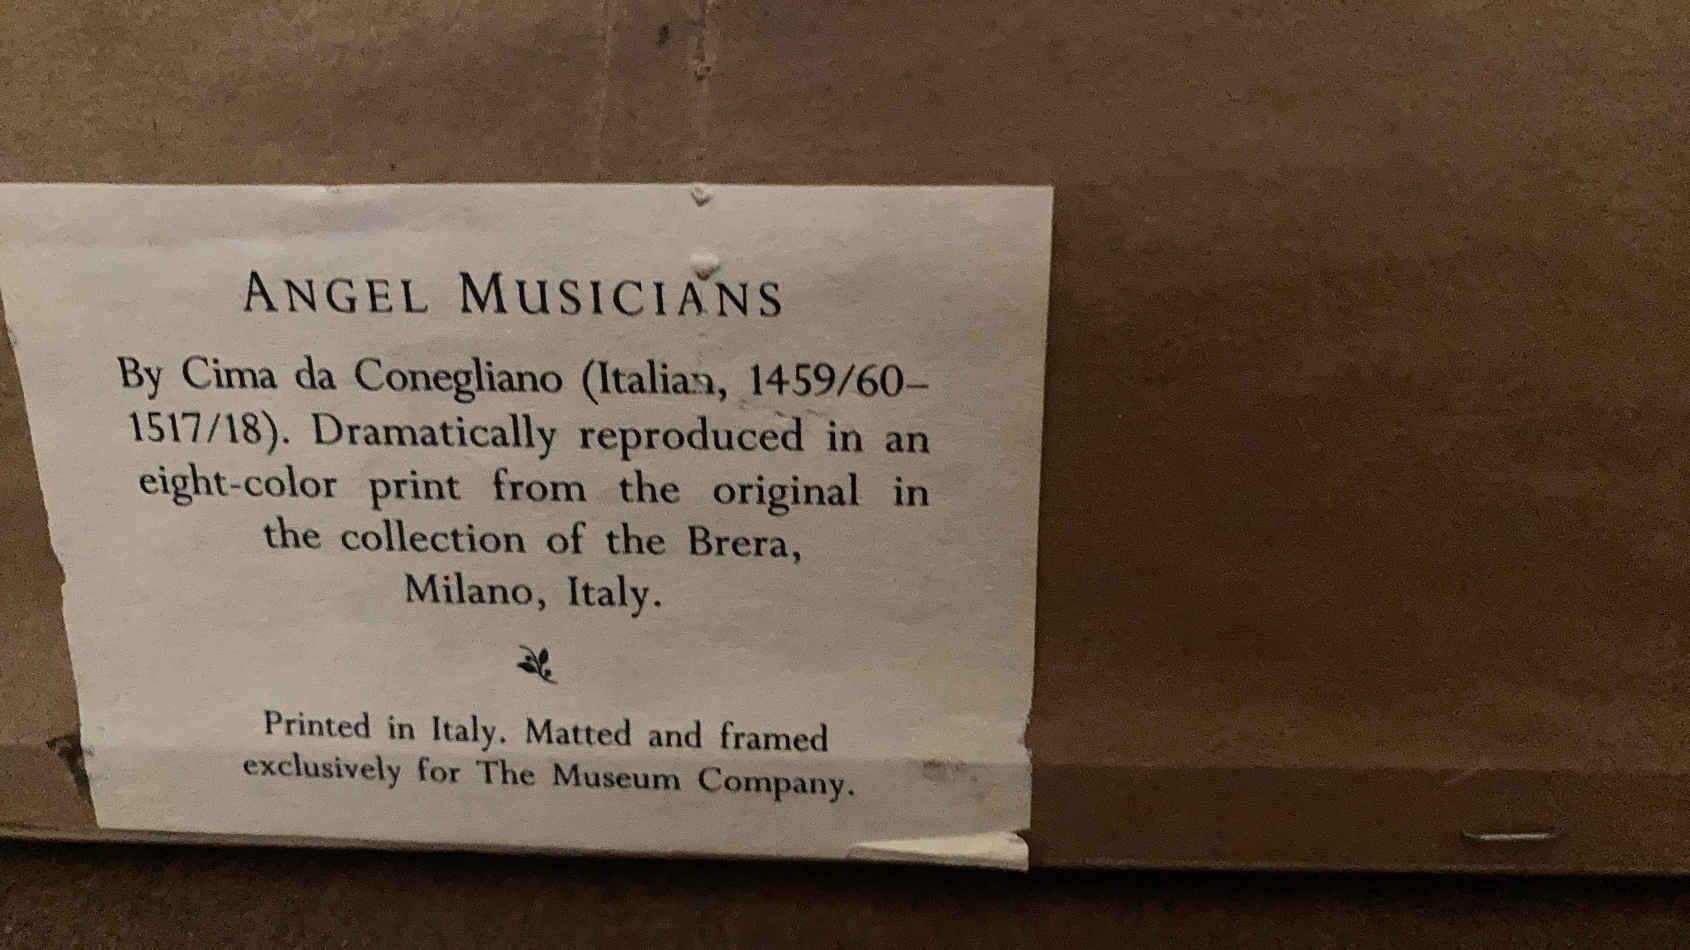 ANGEL MUSICIANS
By Cima da Conegliano (Italian, 1459/60–
1517/18). Dramatically reproduced in an
eight-color print from the original in
the collection of the Brera,
Milano, Italy.
Printed in Italy. Matted and framed
exclusively for The Museum Company.